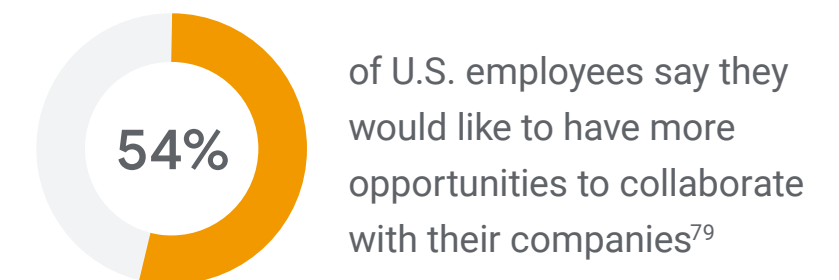 54%
of U.S. employees say they
would like to have more
opportunities to collaborate
with their companies79